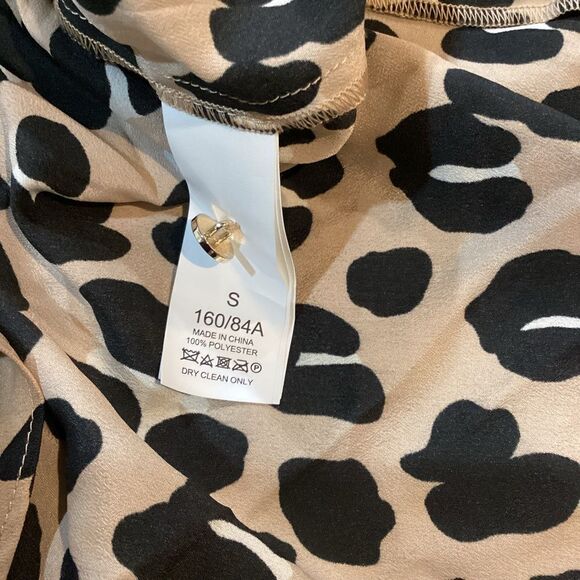 S
160/84A
MADE IN CHINA
100% POLYESTER
P
DRY CLEAN ONLY